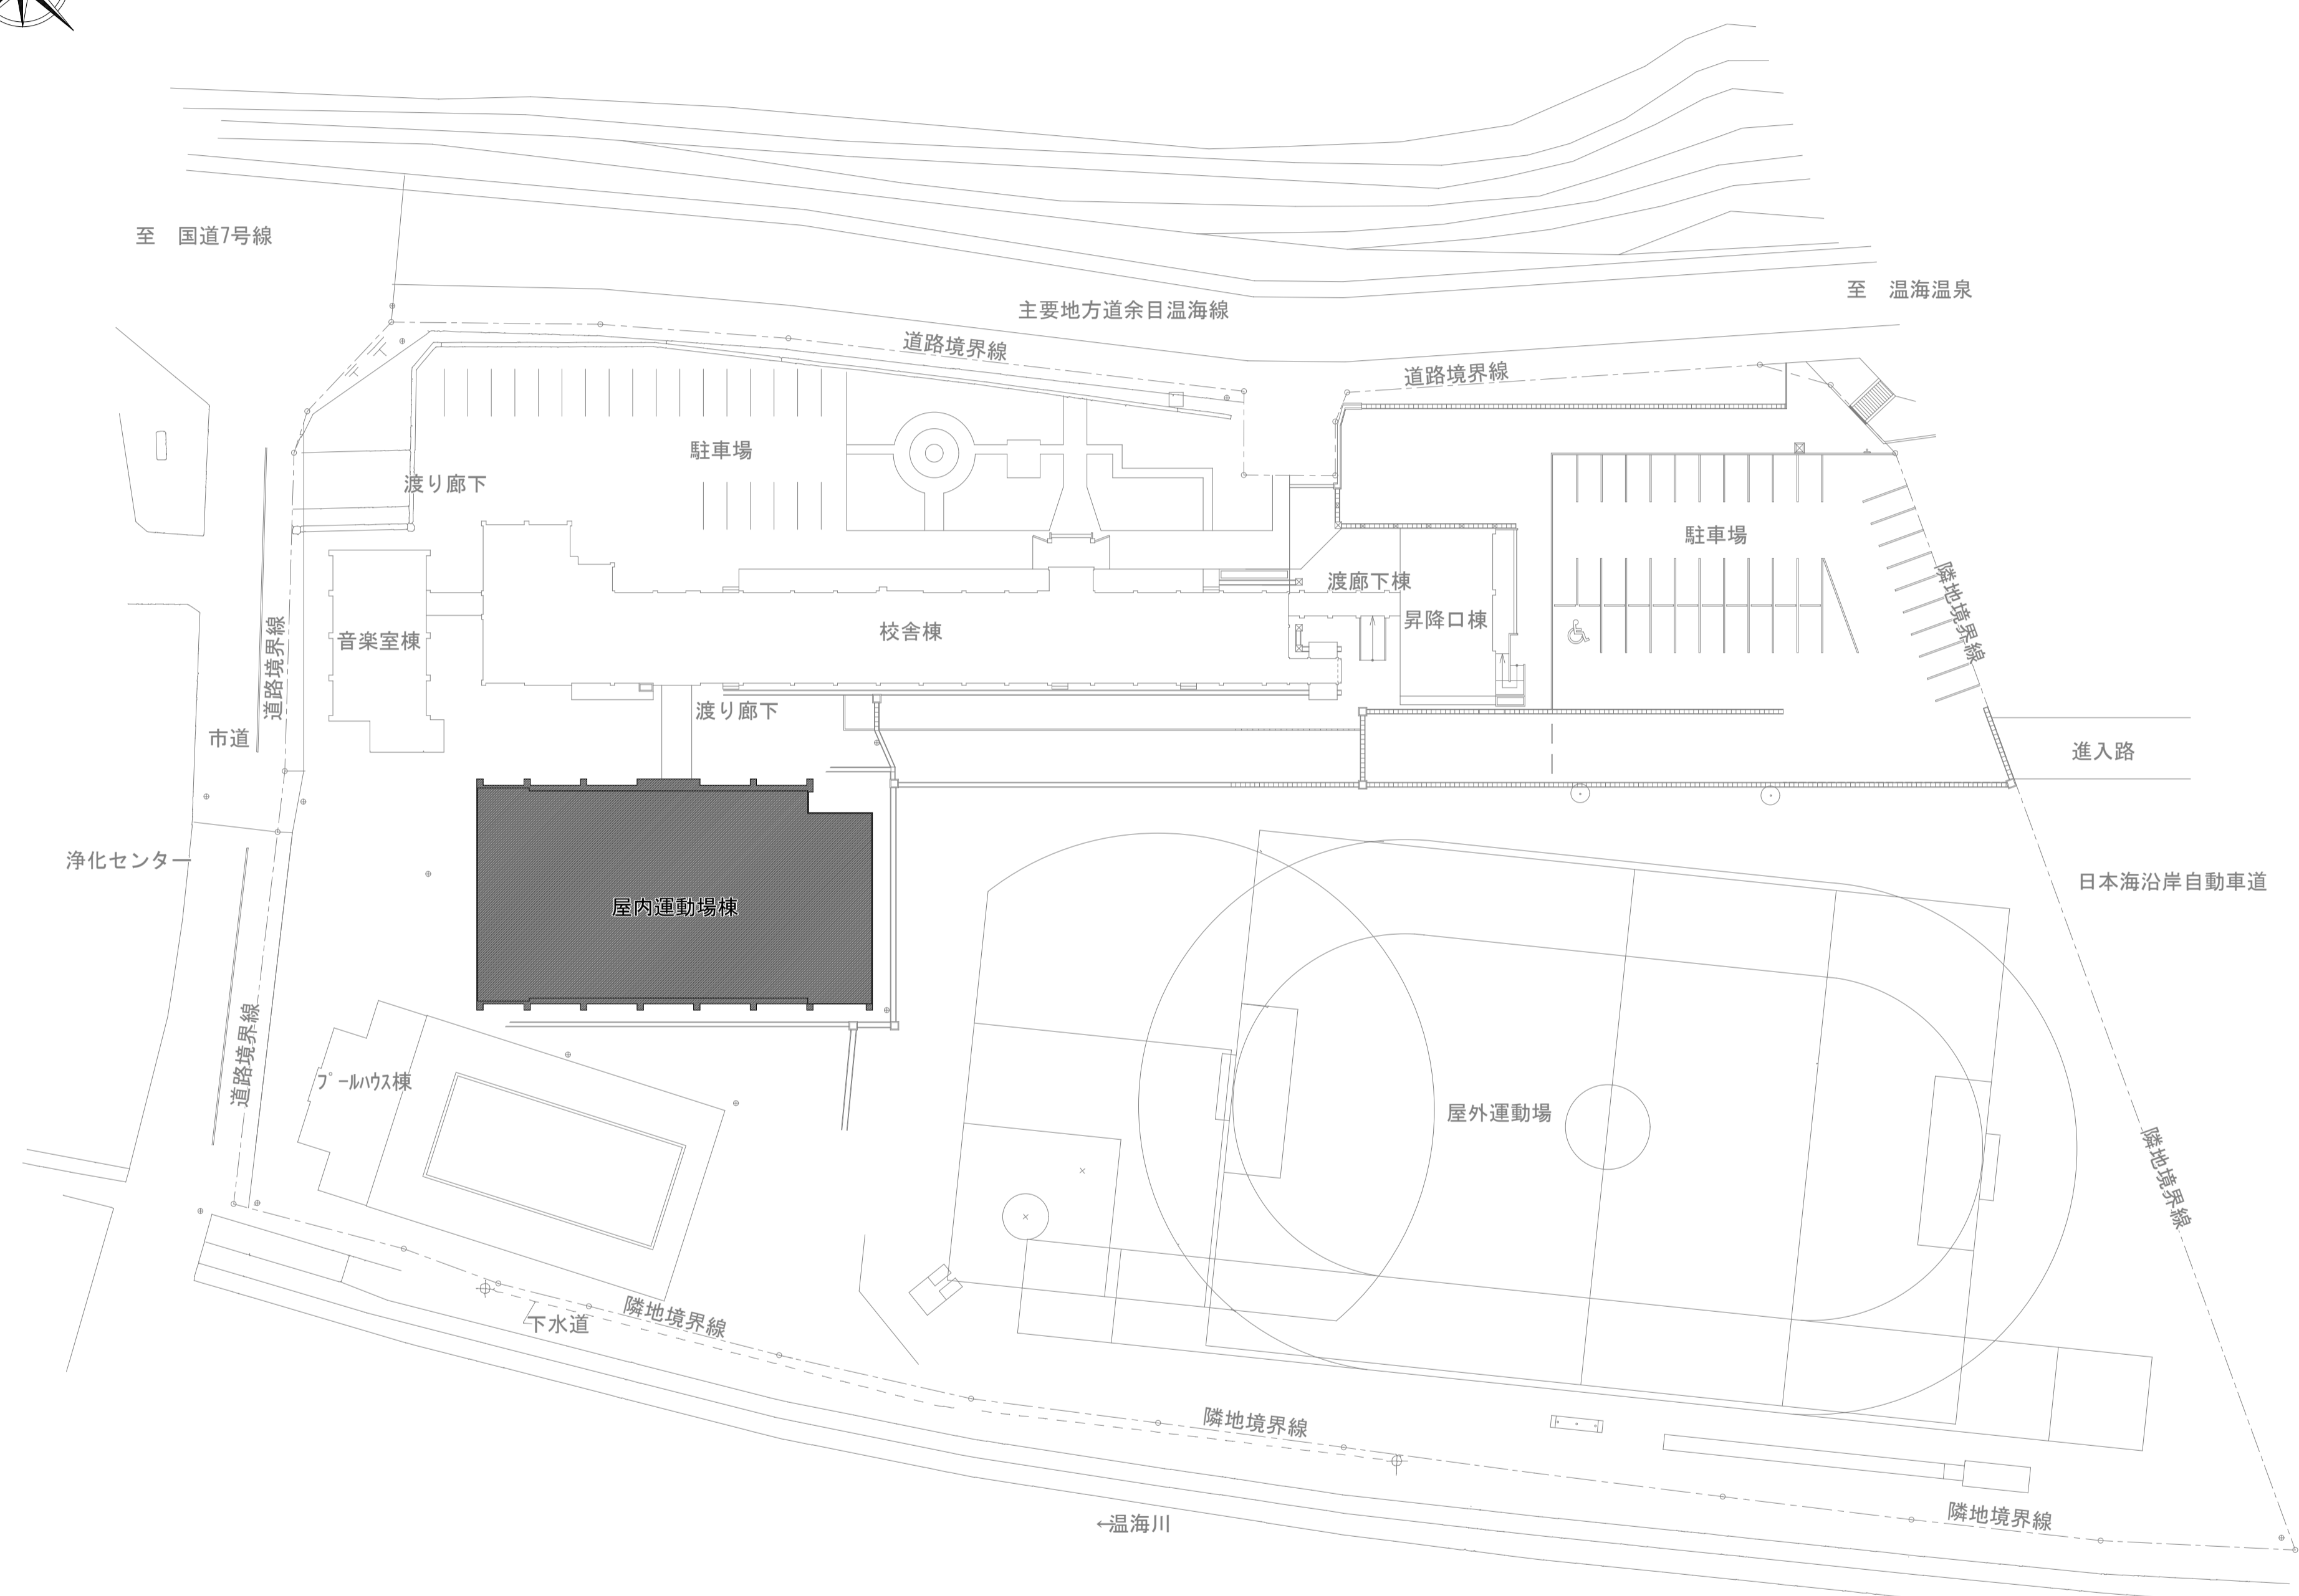 至　国道7号線
至　温海温泉
主要地方道余目温海線
道路境界線
道路境界線
駐車場
渡り廊下
駐車場
渡廊下棟
昇降口棟
隣地境界線
校舎棟
音楽室棟
道路境界線
渡り廊下
市道
進入路
浄化センター
日本海沿岸自動車道
屋内運動場棟
道路境界線
プールハウス棟
屋外運動場
隣地境界線
隣地境界線
下水道
隣地境界線
隣地境界線
←温海川